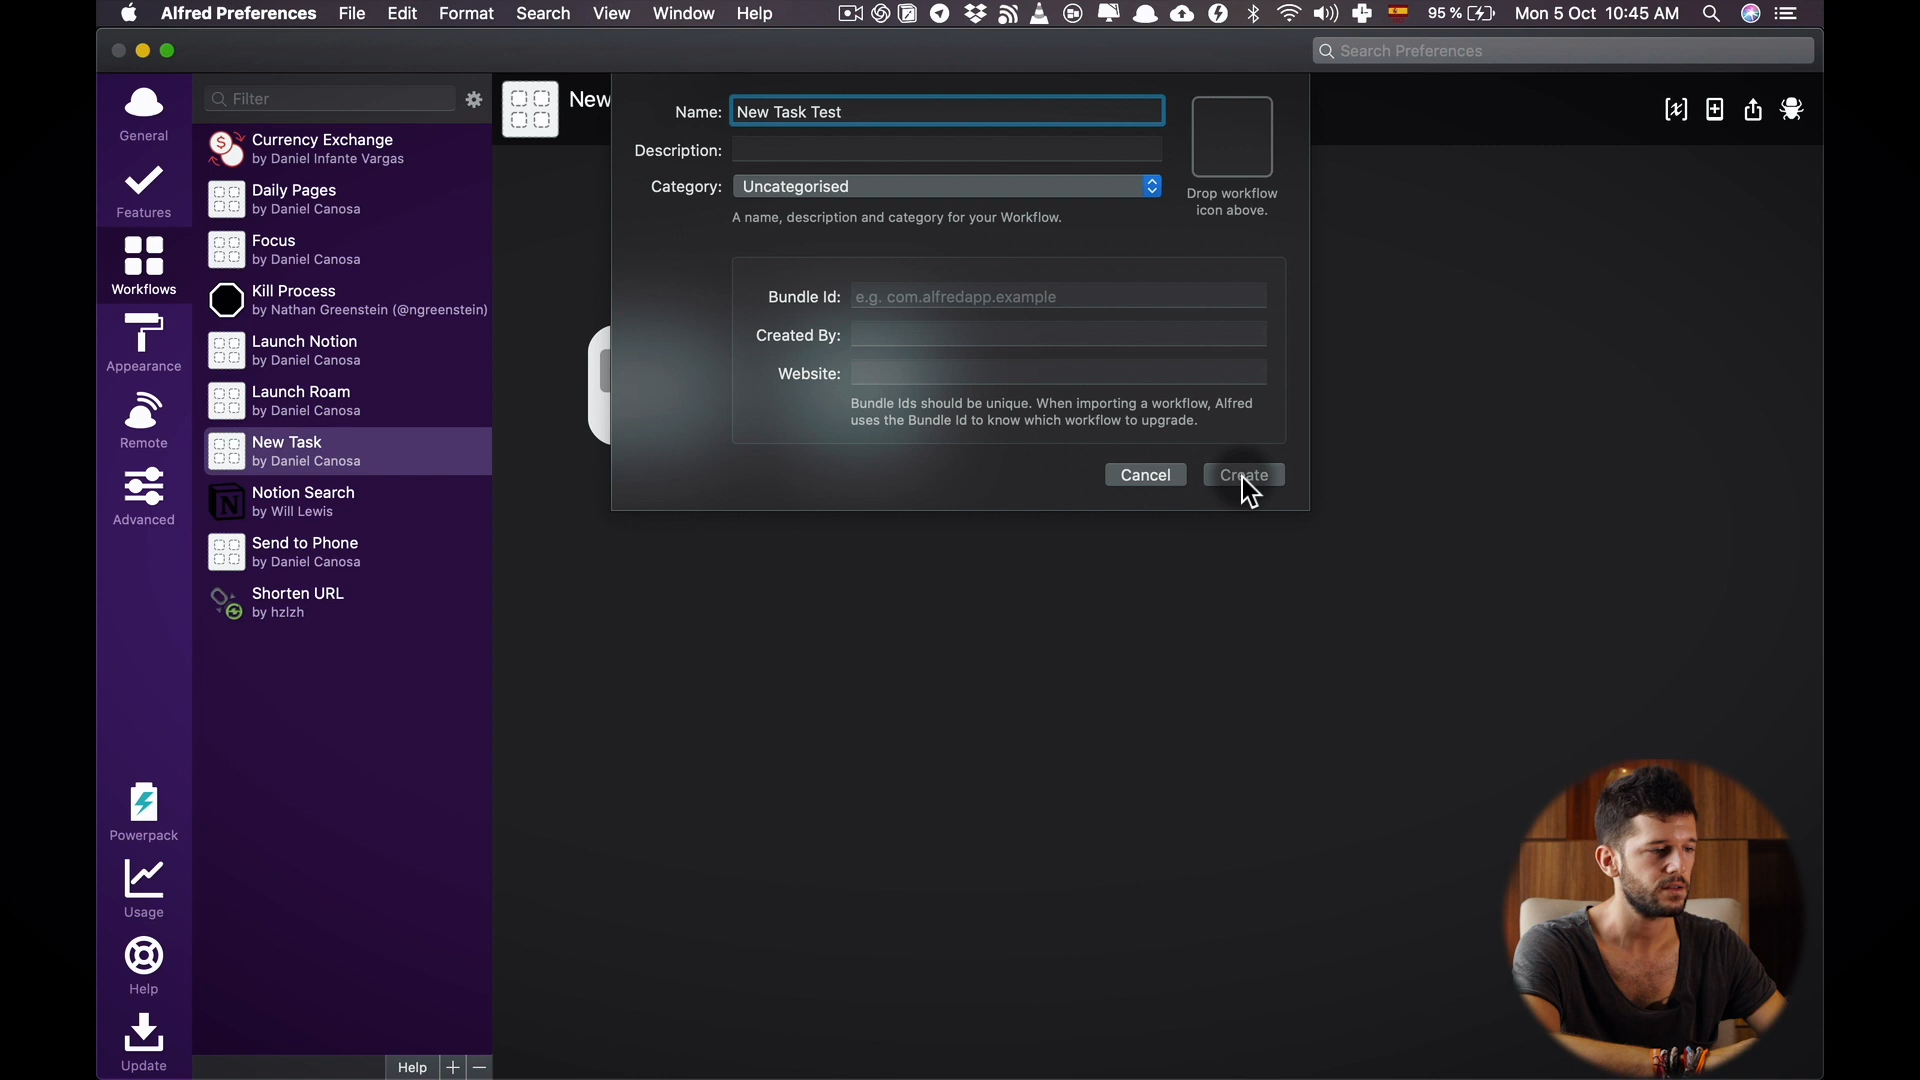 Alfred Preferences File Edit Format Search View Window Help 95 % Mon 5 Oct 10:45 AM
Search Preferences
General
Features
Workflows
Appearance
Remote
Advanced
Powerpack
Usage
Help
Update
Filter
Currency Exchange
by Daniel Infante Vargas
Daily Pages
by Daniel Canosa
Focus
by Daniel Canosa
Kill Process
by Nathan Greenstein (@ngreenstein)
Launch Notion
by Daniel Canosa
Launch Roam
by Daniel Canosa
New Task
by Daniel Canosa
Notion Search
by Will Lewis
Send to Phone
by Daniel Canosa
Shorten URL
by hzlzh
Help + −
New
Name: New Task Test
Description:
Category: Uncategorised
A name, description and category for your Workflow.
Drop workflow
icon above.
Bundle Id: e.g. com.alfredapp.example
Created By:
Website:
Bundle Ids should be unique. When importing a workflow, Alfred
uses the Bundle Id to know which workflow to upgrade.
Cancel Create